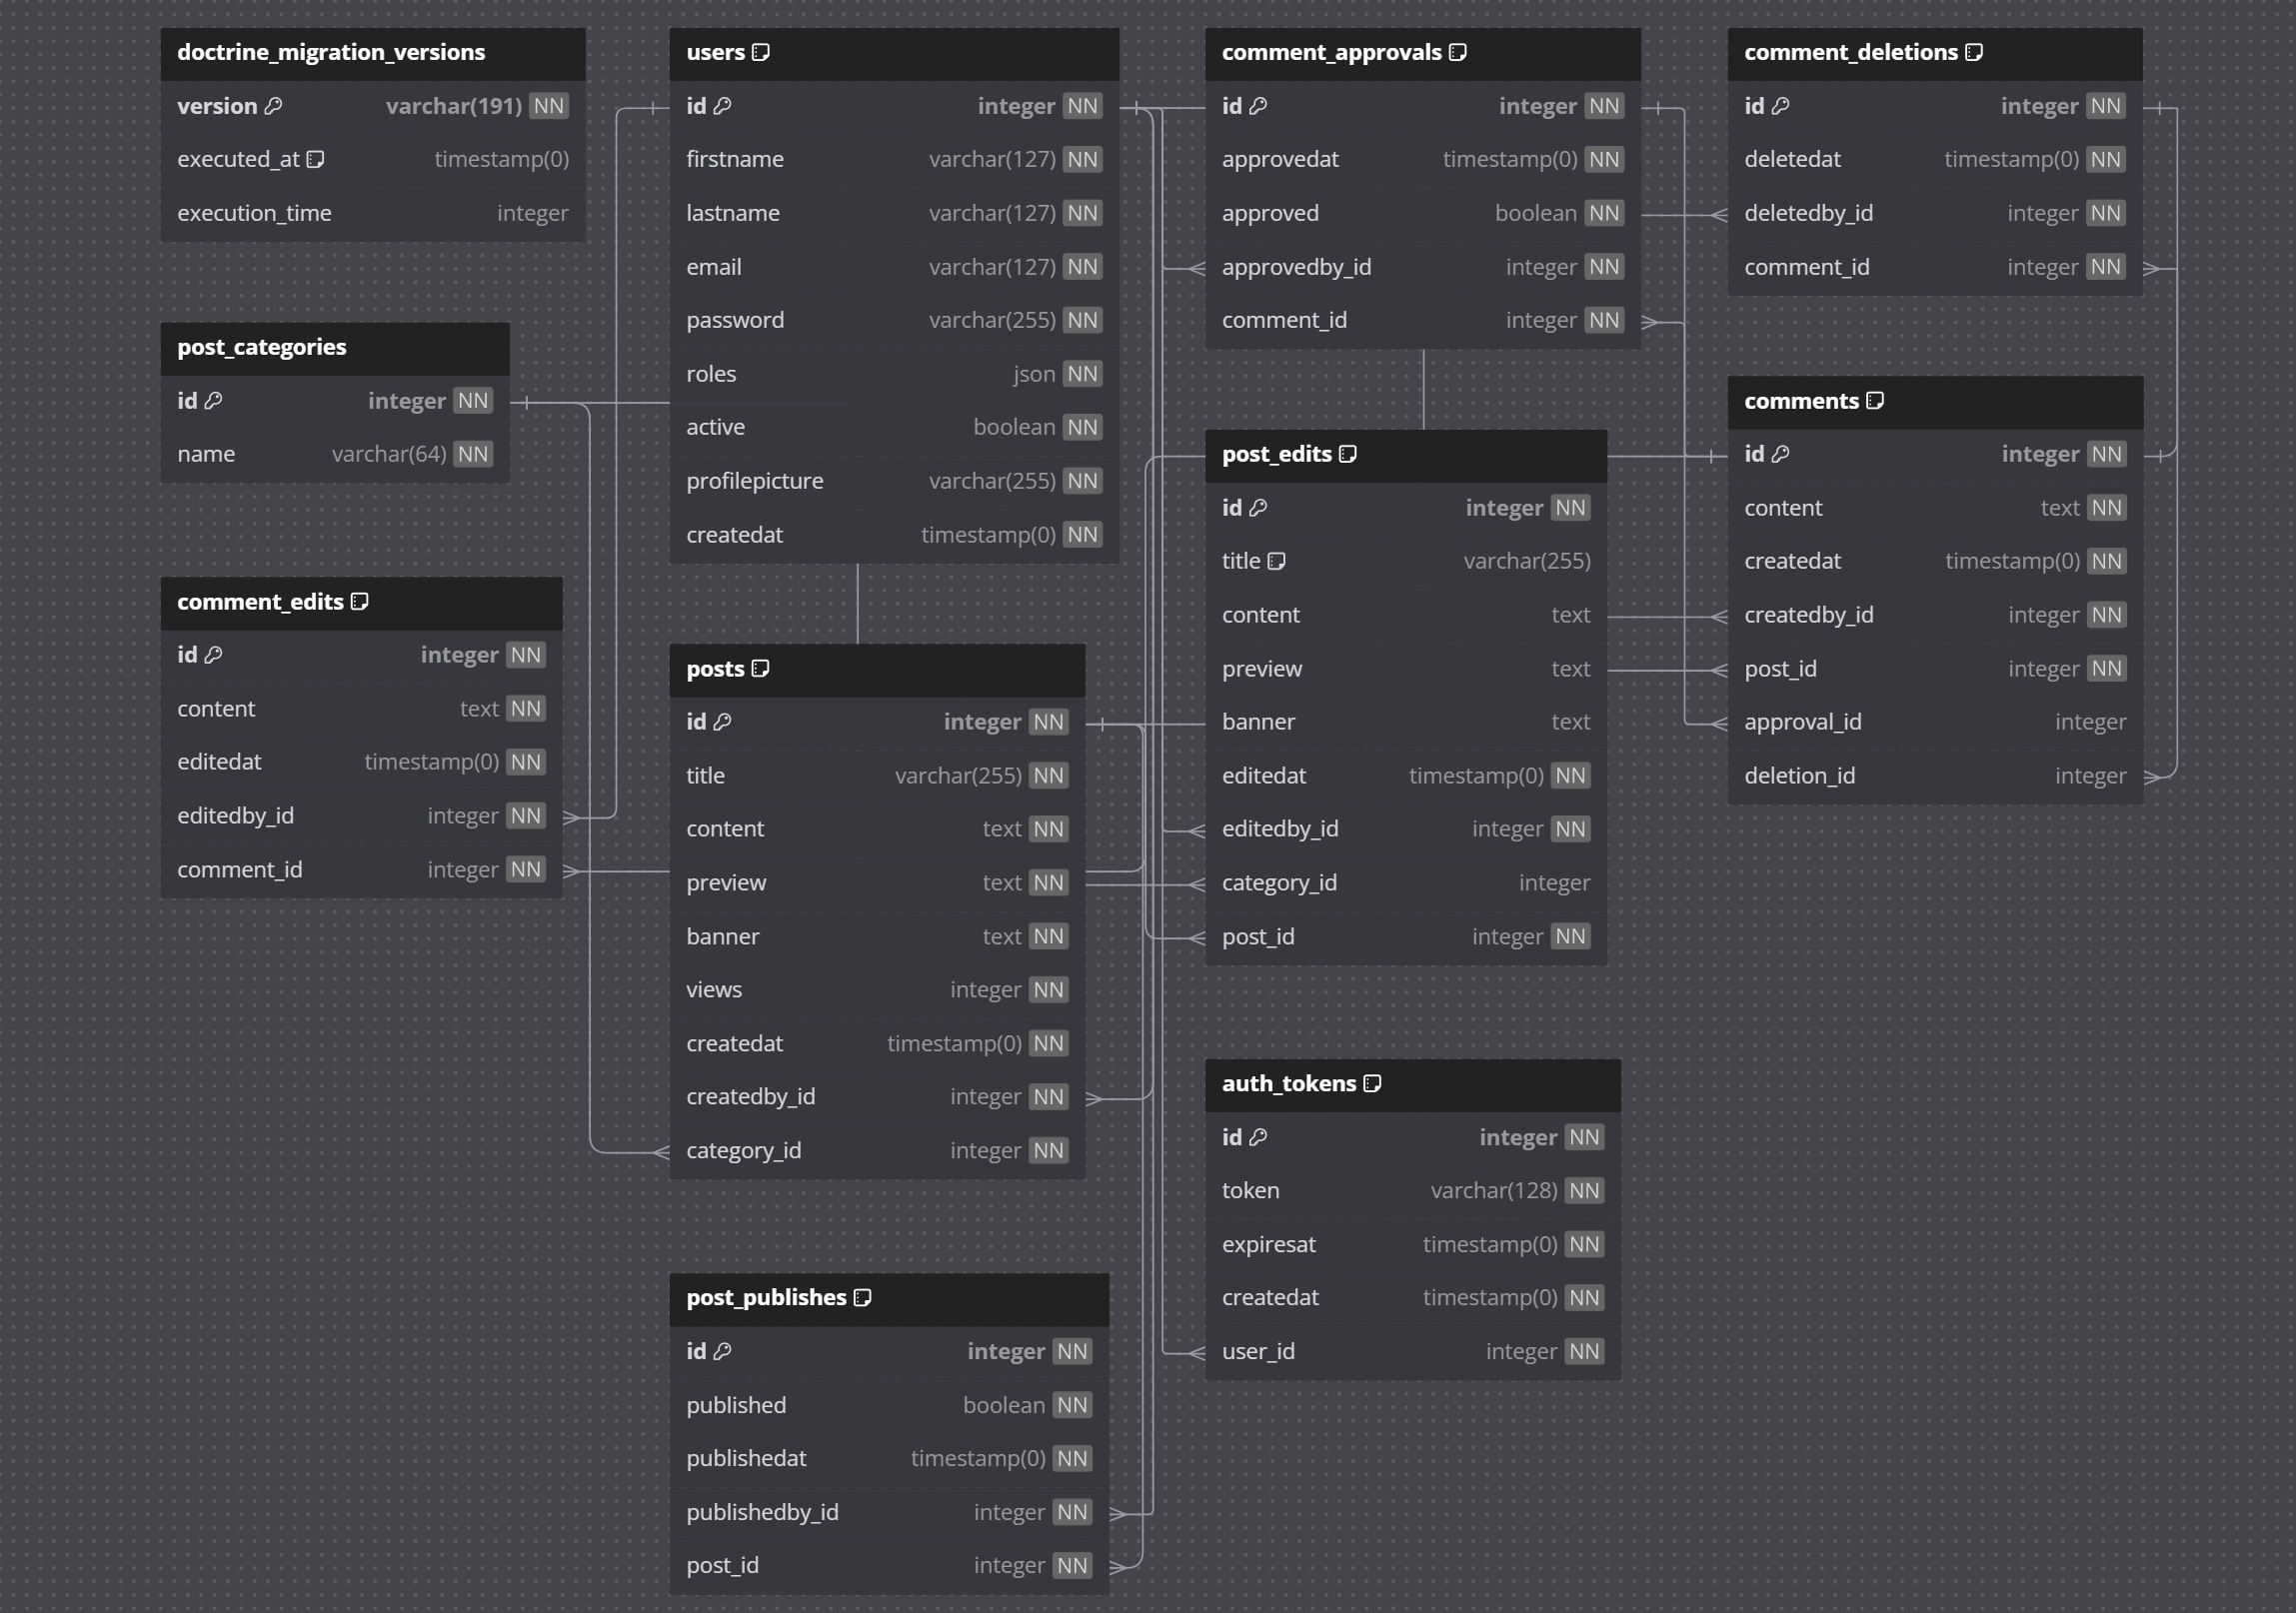 doctrine_migration_versions
version varchar(191) NN
executed_at timestamp(0)
execution_time integer
post_categories
id integer NN
name varchar(64) NN
comment_edits
id integer NN
content text NN
editedat timestamp(0) NN
editedby_id integer NN
comment_id integer NN
users
id integer NN
firstname varchar(127) NN
lastname varchar(127) NN
email varchar(127) NN
password varchar(255) NN
roles json NN
active boolean NN
profilepicture varchar(255) NN
createdat timestamp(0) NN
posts
id integer NN
title varchar(255) NN
content text NN
preview text NN
banner text NN
views integer NN
createdat timestamp(0) NN
createdby_id integer NN
category_id integer NN
post_publishes
id integer NN
published boolean NN
publishedat timestamp(0) NN
publishedby_id integer NN
post_id integer NN
comment_approvals
id integer NN
approvedat timestamp(0) NN
approved boolean NN
approvedby_id integer NN
comment_id integer NN
post_edits
id integer NN
title varchar(255)
content text
preview text
banner text
editedat timestamp(0) NN
editedby_id integer NN
category_id integer
post_id integer NN
auth_tokens
id integer NN
token varchar(128) NN
expiresat timestamp(0) NN
createdat timestamp(0) NN
user_id integer NN
comment_deletions
id integer NN
deletedat timestamp(0) NN
deletedby_id integer NN
comment_id integer NN
comments
id integer NN
content text NN
createdat timestamp(0) NN
createdby_id integer NN
post_id integer NN
approval_id integer
deletion_id integer